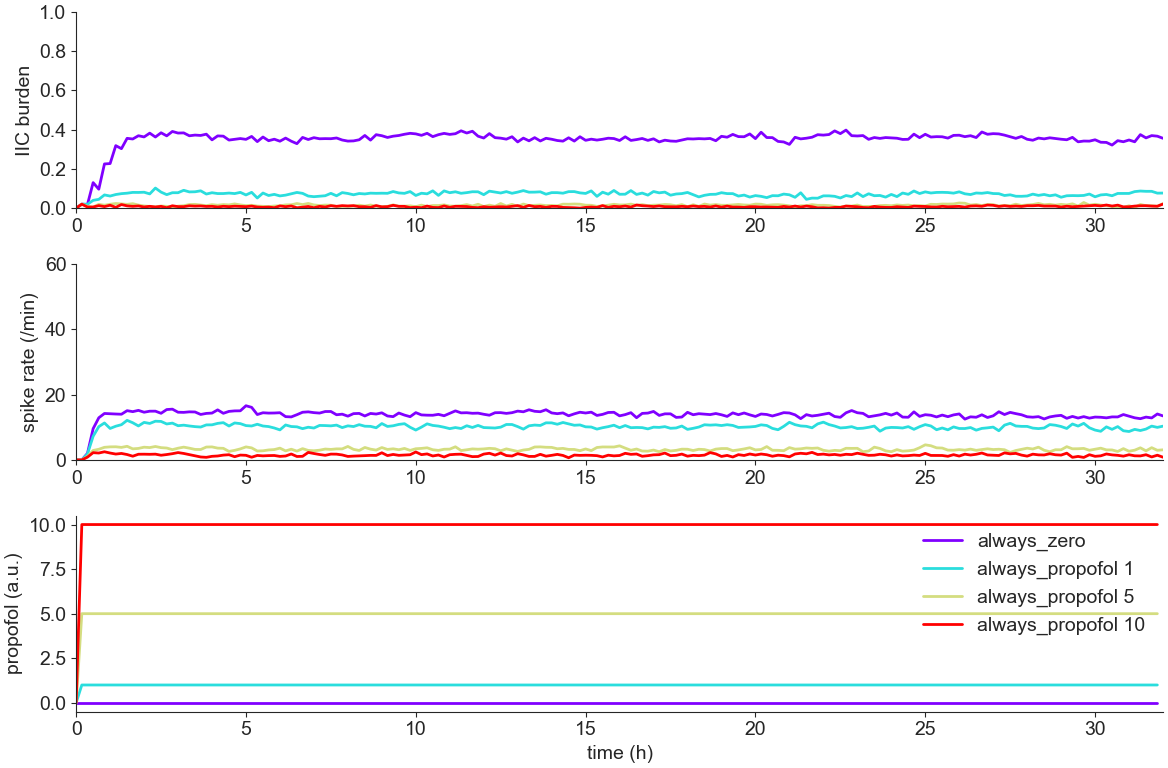 IIC burden
1.0
0.8
0.6
0.4
0.2
0.0
0 5 10 15 20 25 30
spike rate (/min)
60
40
20
0
0 5 10 15 20 25 30
propofol (a.u.)
10.0
7.5
5.0
2.5
0.0
always_zero
always_propofol 1
always_propofol 5
always_propofol 10
0 5 10 15 20 25 30
time (h)